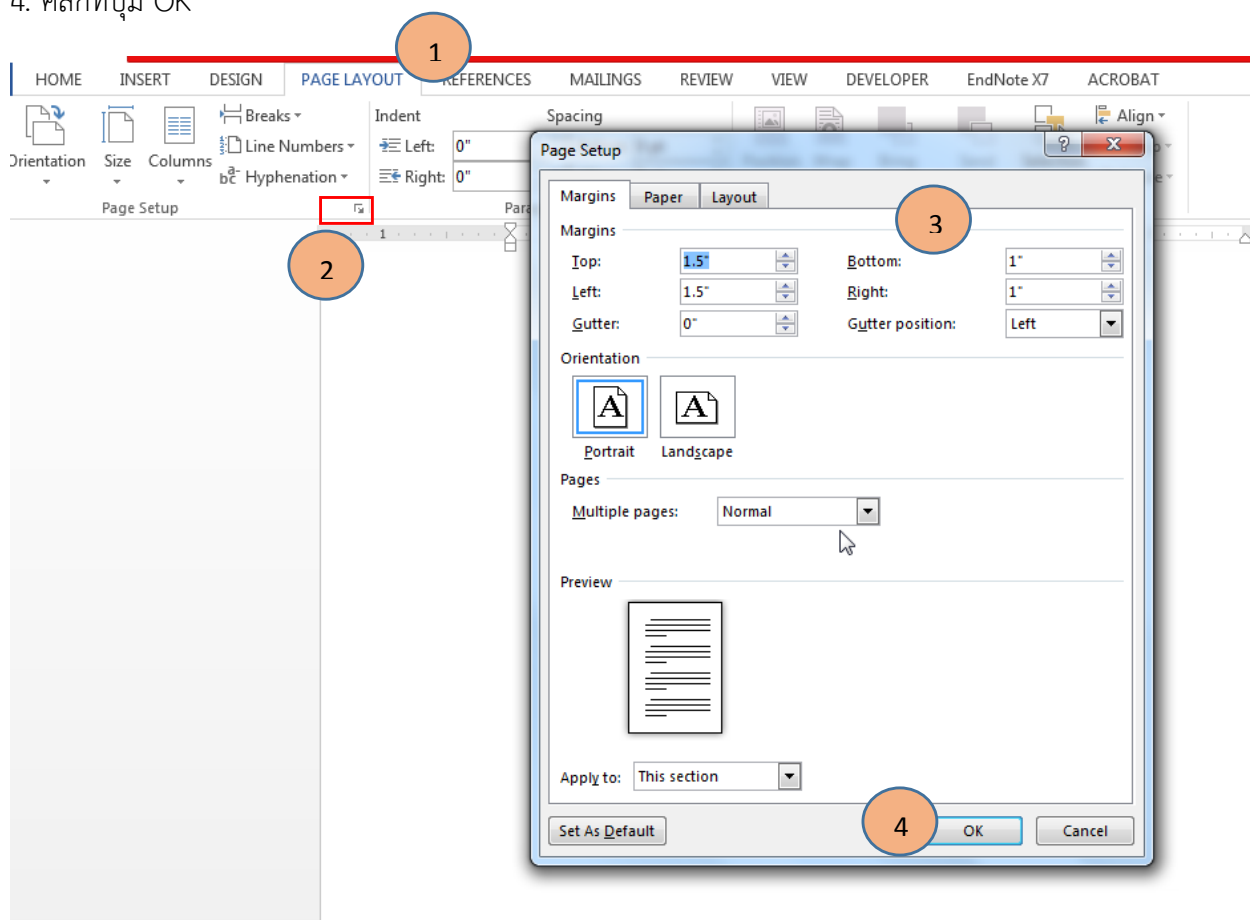 4. คลิกที่ปุ่ม OK
1
HOME INSERT DESIGN PAGE LAYOUT REFERENCES MAILINGS REVIEW VIEW DEVELOPER EndNote X7 ACROBAT
Breaks Indent Spacing Align
Line Numbers Left: 0"
Orientation Size Columns
Hyphenation Right: 0"
Page Setup Para
1
2
Page Setup
Margins Paper Layout
3
Margins
Top: 1.5" Bottom: 1"
Left: 1.5" Right: 1"
Gutter: 0" Gutter position: Left
Orientation
A A
Portrait Landscape
Pages
Multiple pages: Normal
Preview
Apply to: This section
Set As Default 4 OK Cancel